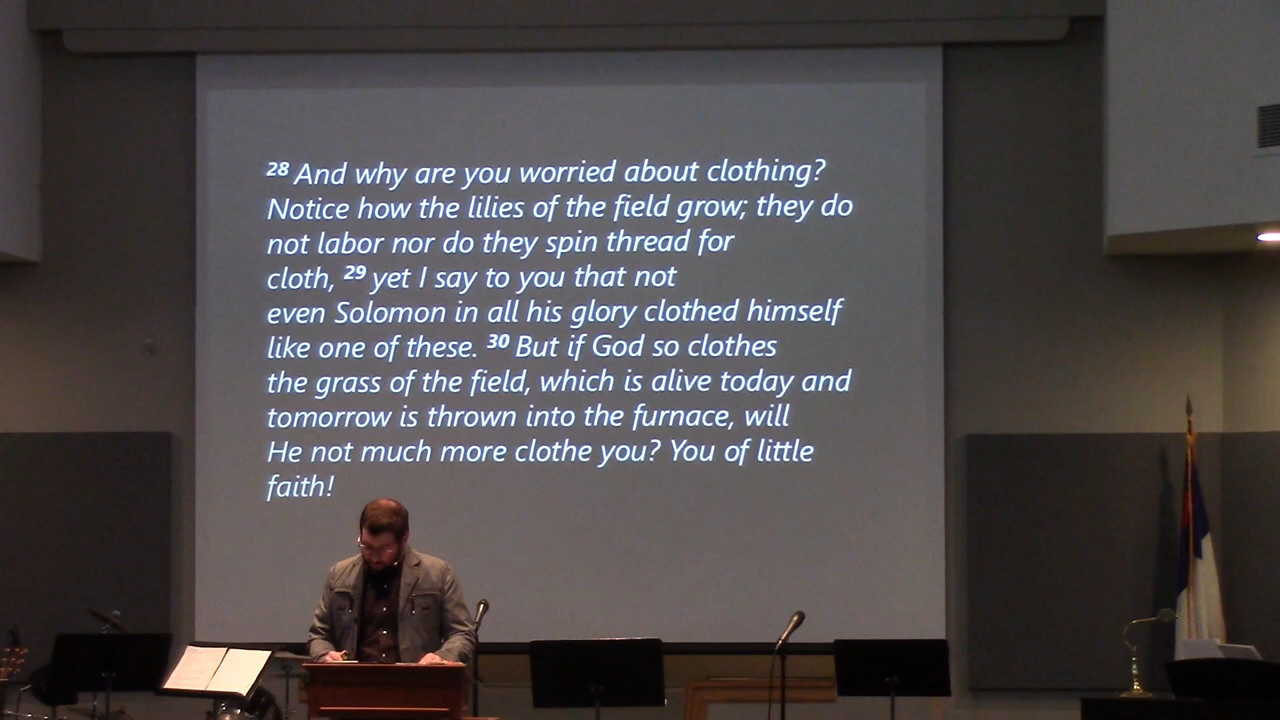 28 And why are you worried about clothing?
Notice how the lilies of the field grow; they do
not labor nor do they spin thread for
cloth, 29 yet I say to you that not
even Solomon in all his glory clothed himself
like one of these. 30 But if God so clothes
the grass of the field, which is alive today and
tomorrow is thrown into the furnace, will
He not much more clothe you? You of little
faith!